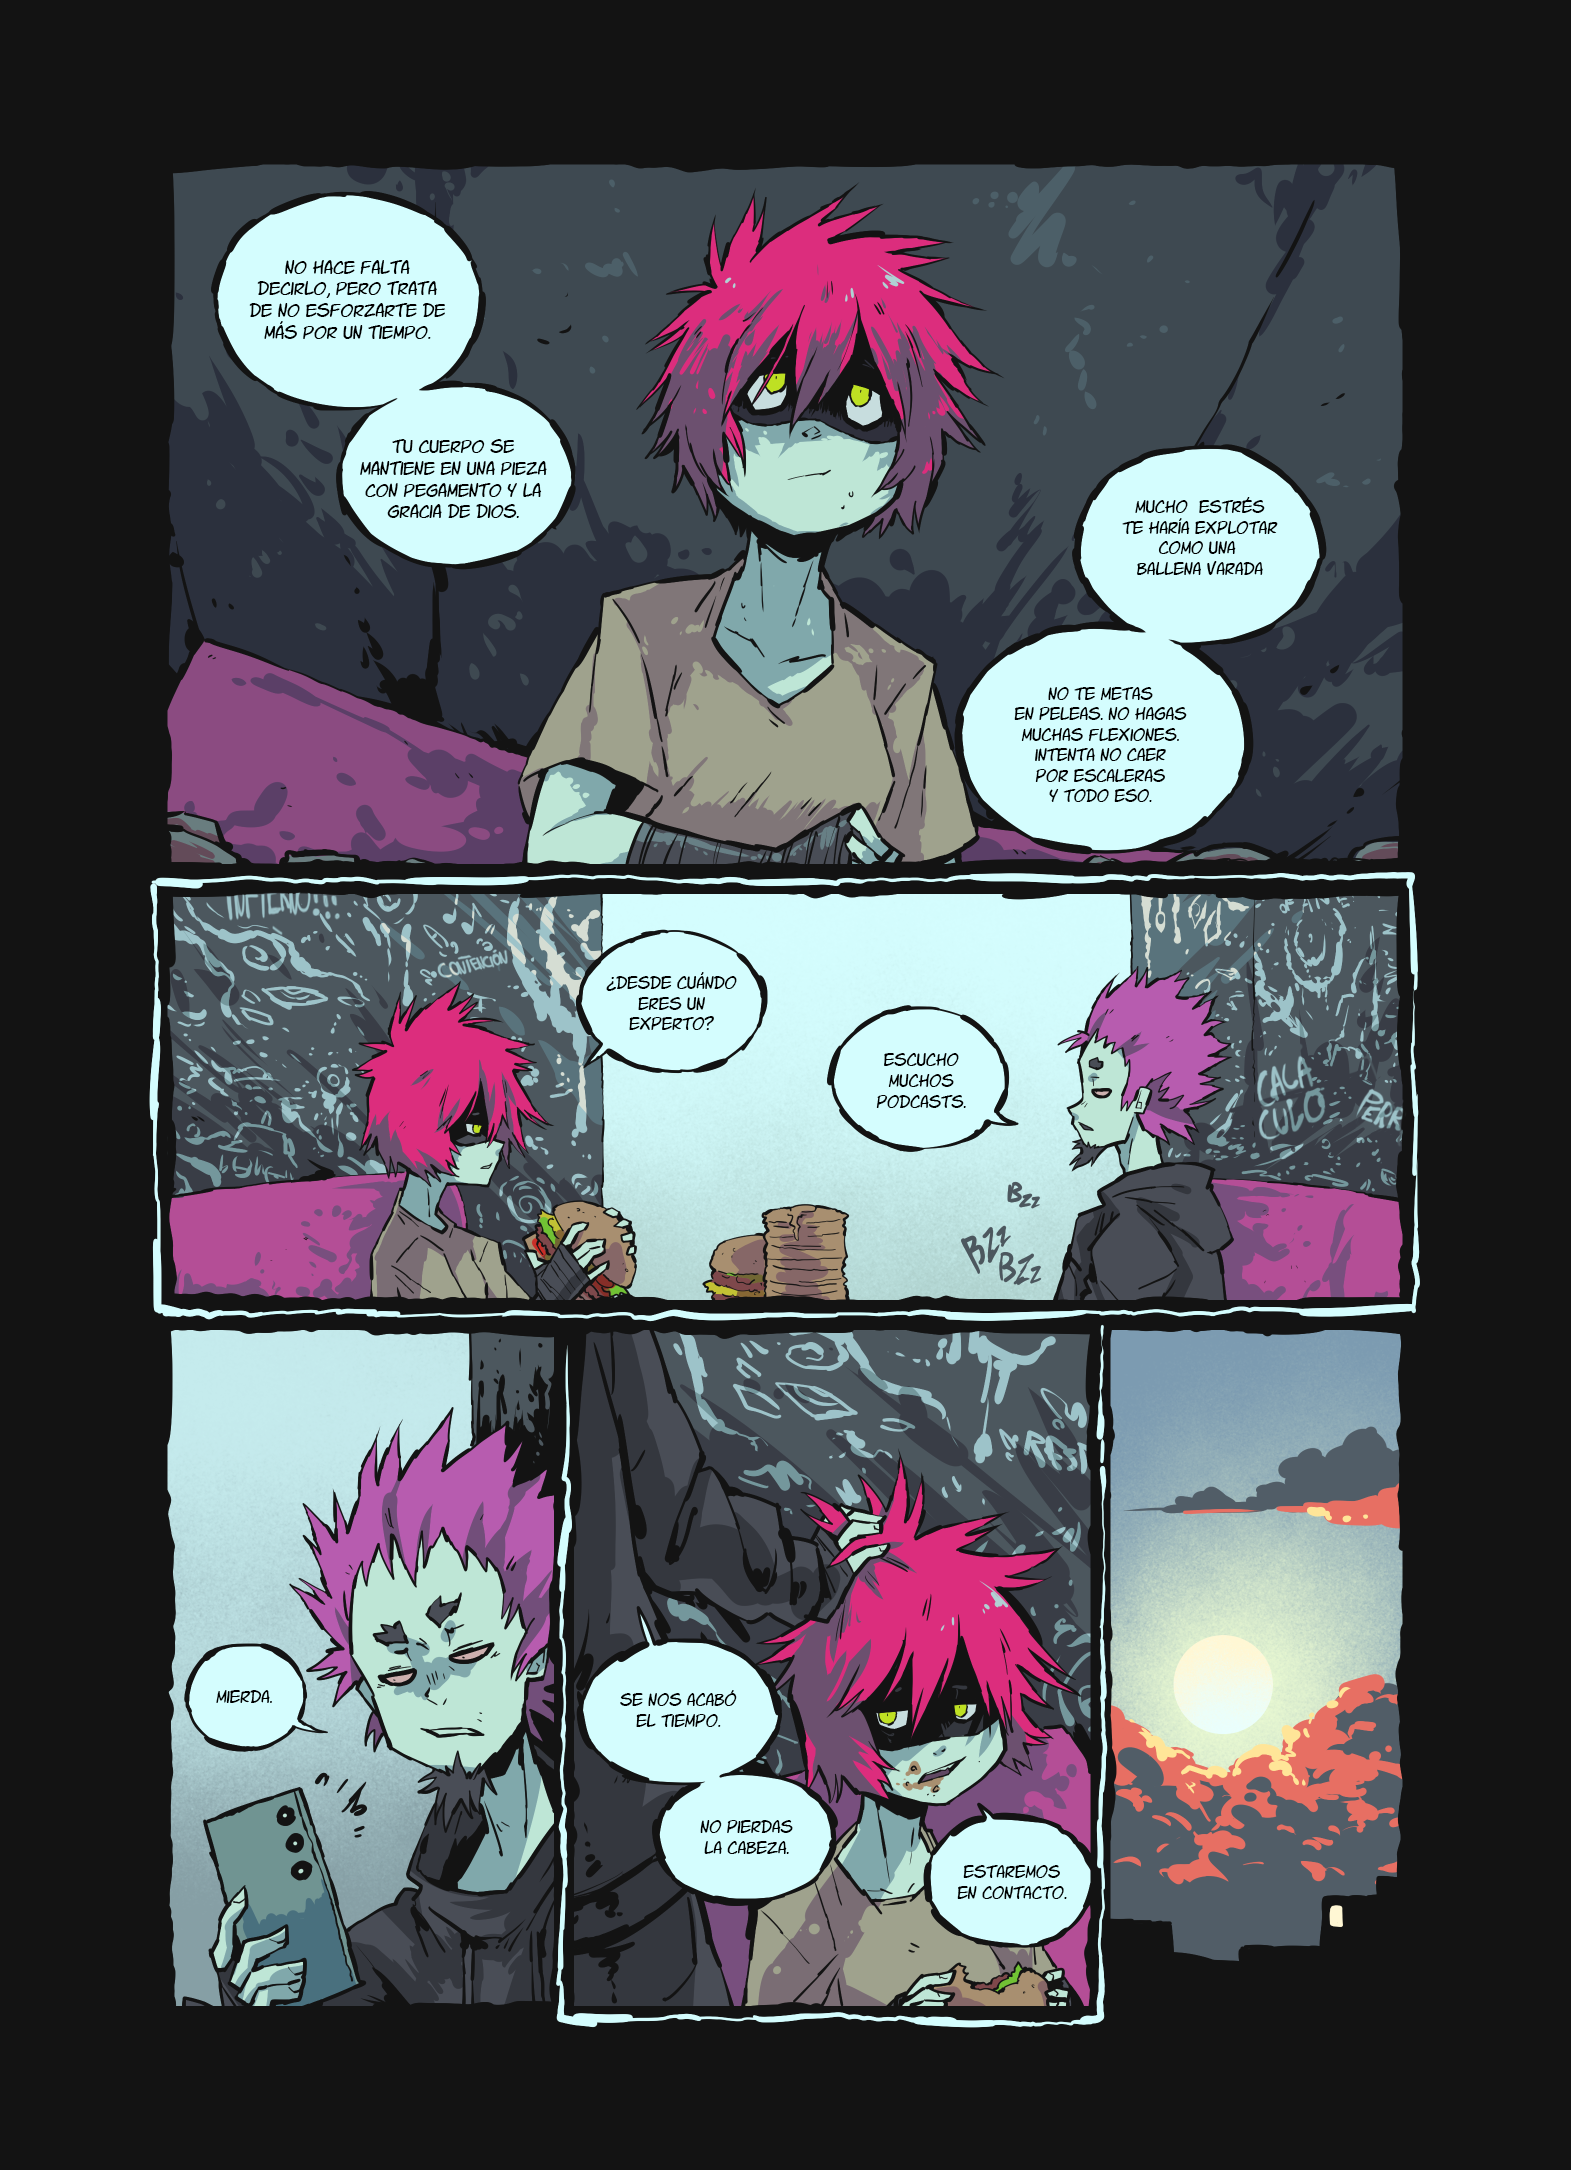 NO HACE FALTA
DECIRLO, PERO TRATA
DE NO ESFORZARTE DE
MÁS POR UN TIEMPO.
TU CUERPO SE
MANTIENE EN UNA PIEZA
CON PEGAMENTO Y LA
GRACIA DE DIOS.
MUCHO ESTRÉS
TE HARÍA EXPLOTAR
COMO UNA
BALLENA VARADA
NO TE METAS
EN PELEAS. NO HAGAS
MUCHAS FLEXIONES.
INTENTA NO CAER
POR ESCALERAS
Y TODO ESO.
CONTENCIÓN
¿DESDE CUÁNDO
ERES UN
EXPERTO?
ESCUCHO
MUCHOS
PODCASTS.
CACA
CULO
PERR
BZZ
BZZ
BZZ
MIERDA.
SE NOS ACABÓ
EL TIEMPO.
NO PIERDAS
LA CABEZA.
ESTAREMOS
EN CONTACTO.